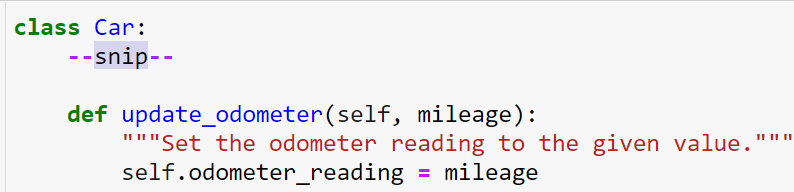 class Car:
    --snip--
    def update_odometer(self, mileage):
        """Set the odometer reading to the given value."""
        self.odometer_reading = mileage